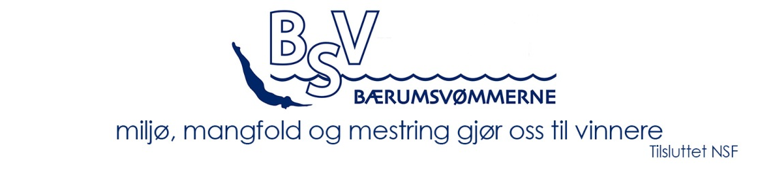 BSV
BÆRUMSVØMMERNE
miljø, mangfold og mestring gjør oss til vinnere
Tilsluttet NSF